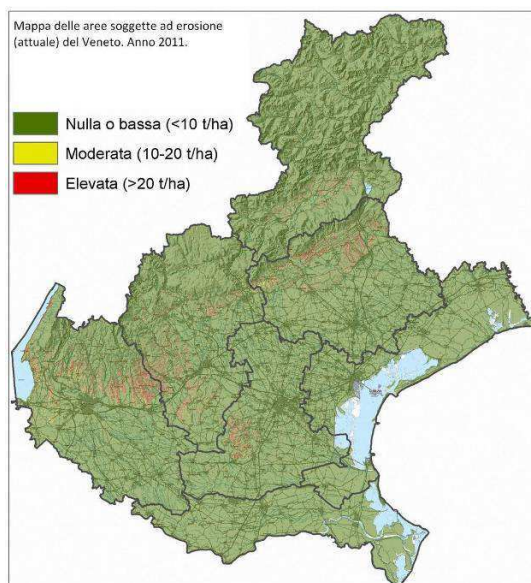 Mappa delle aree soggette ad erosione
(attuale) del Veneto. Anno 2011.
Nulla o bassa (<10 t/ha)
Moderata (10-20 t/ha)
Elevata (>20 t/ha)